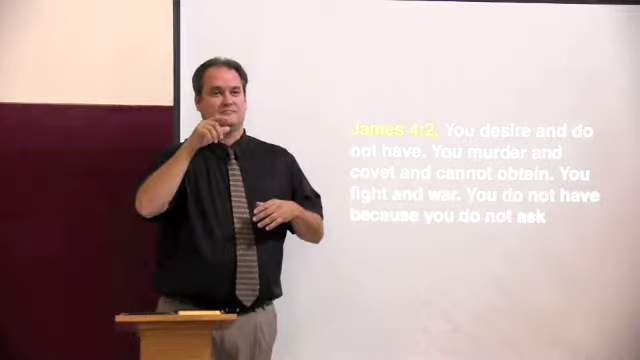 James 4:2. You desire and do
not have. You murder and
covet and cannot obtain. You
fight and war. You do not have
because you do not ask